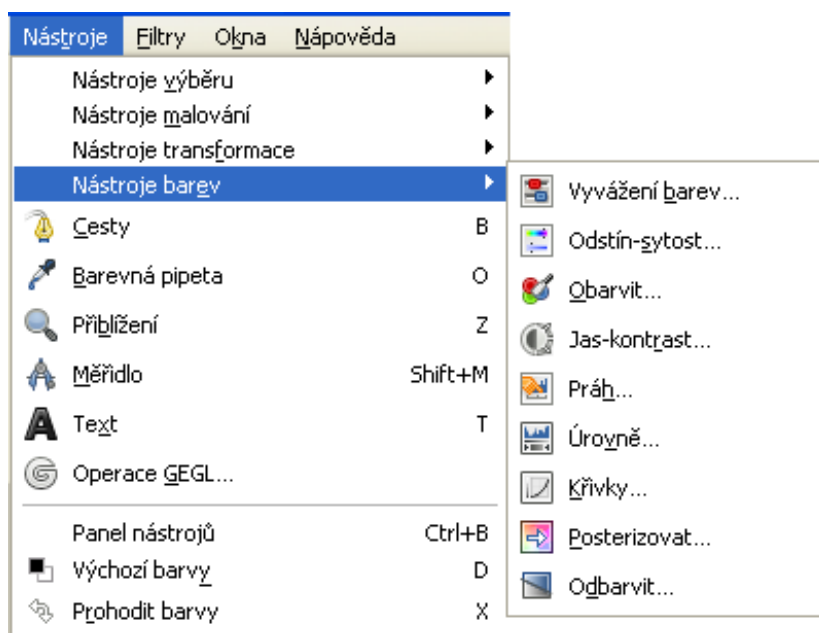 Nástroje Filtry Okna Nápověda
Nástroje výběru
Nástroje malování
Nástroje transformace
Nástroje barev
Cesty B
Barevná pipeta O
Přiblížení Z
Měřidlo Shift+M
Text T
Operace GEGL...
Panel nástrojů Ctrl+B
Výchozí barvy D
Prohodit barvy X
Vyvážení barev...
Odstín-sytost...
Obarvit...
Jas-kontrast...
Práh...
Úrovně...
Křivky...
Posterizovat...
Odbarvit...